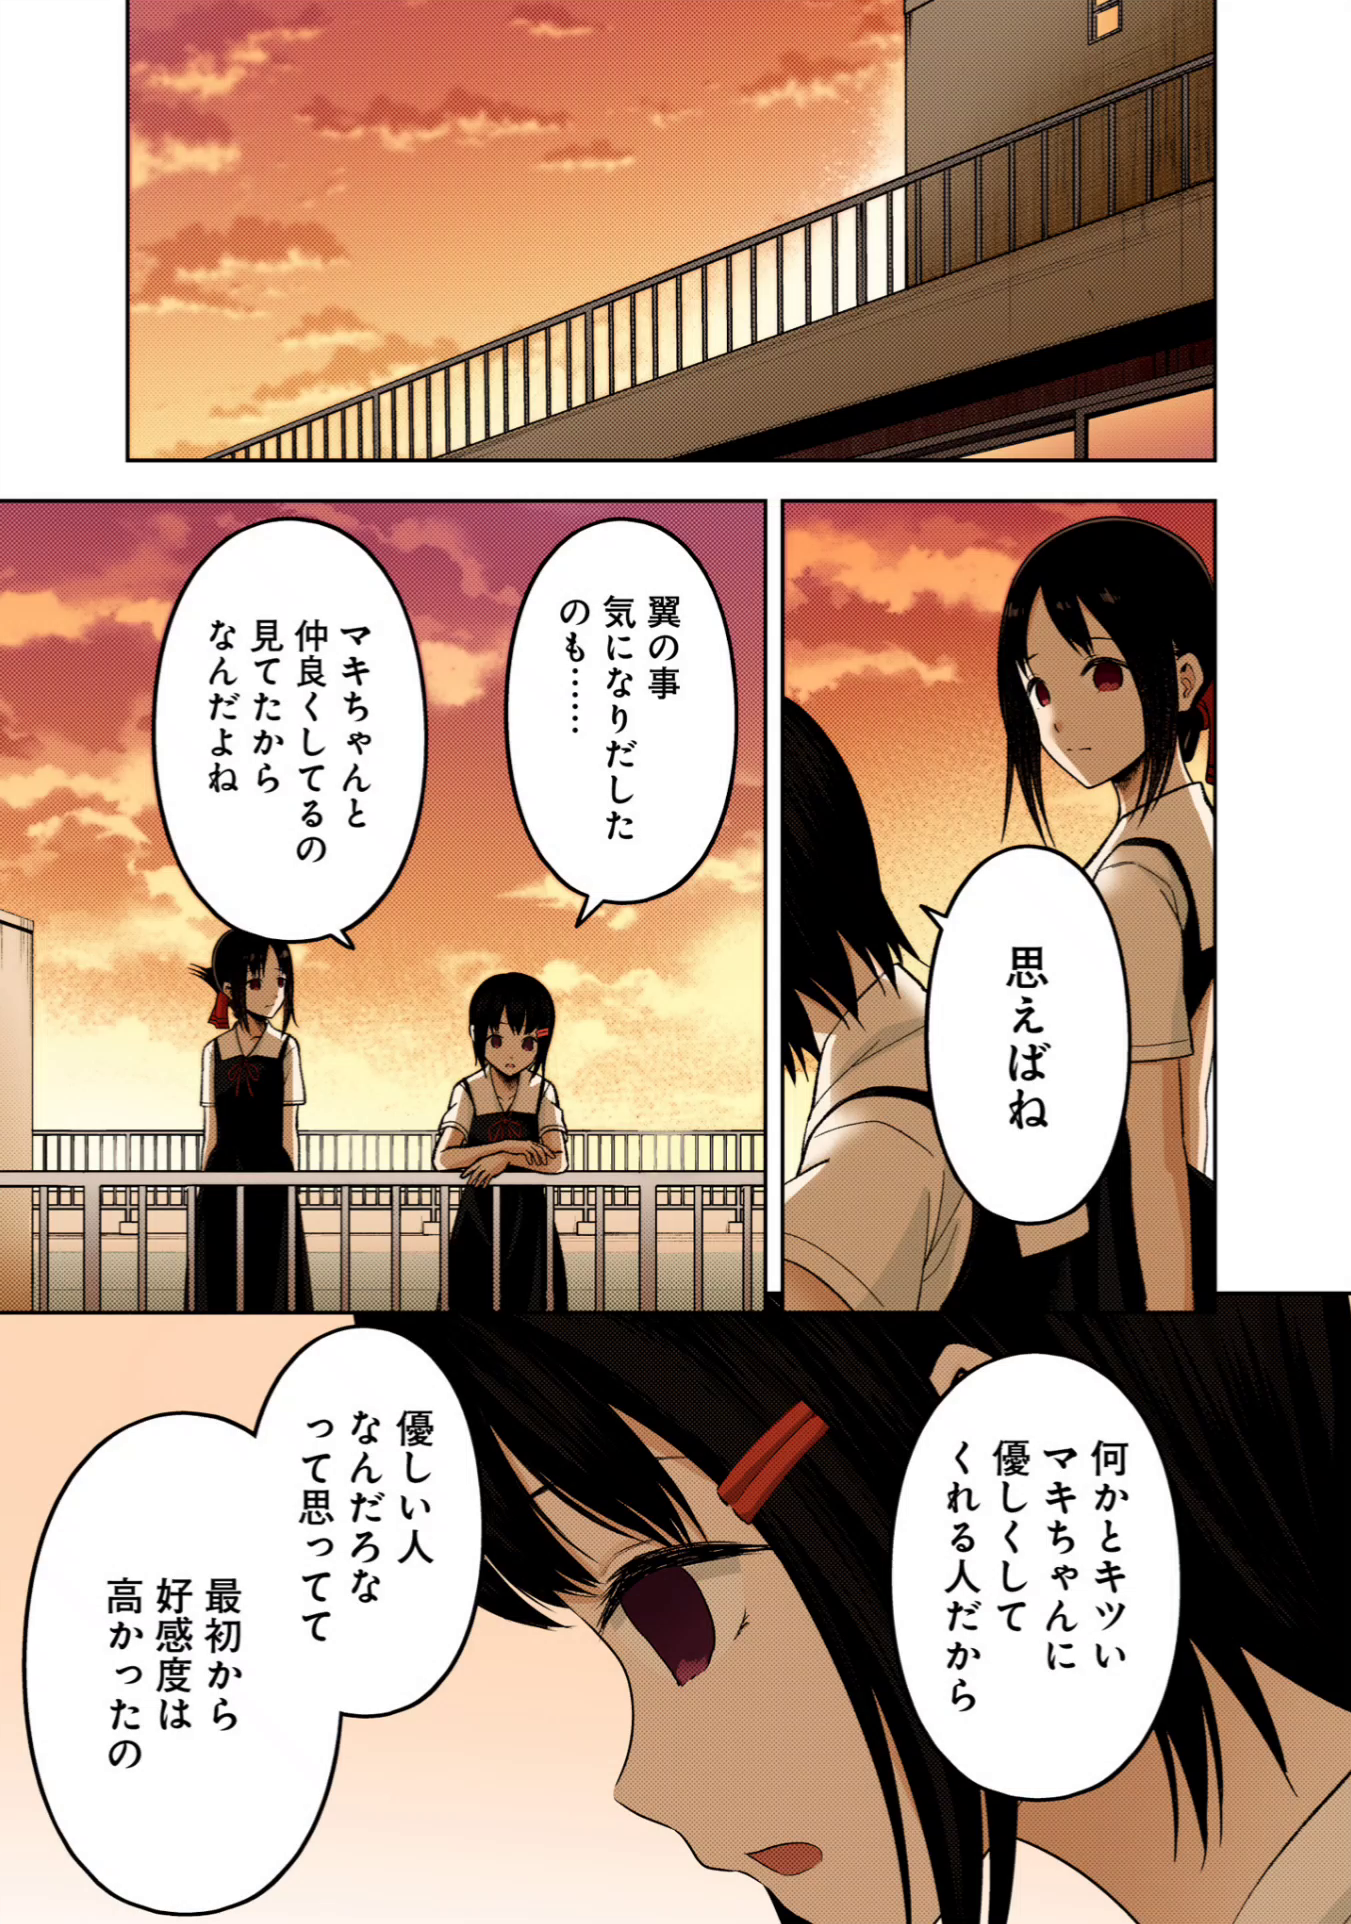 思えばね
翼の事
気になりだした
のも……
マキちゃんと
仲良くしてるの
見てたから
なんだよね
何かとキツい
マキちゃんに
優しくして
くれる人だから
優しい人
なんだろな
って思ってて
最初から
好感度は
高かったの